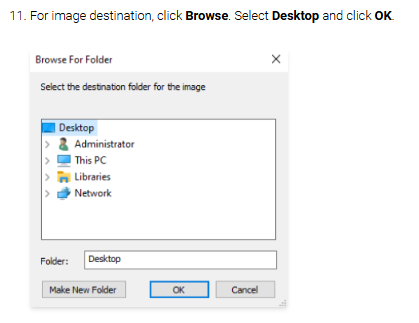 11. For image destination, click Browse. Select Desktop and click OK.
Browse For Folder
Select the destination folder for the image
Desktop
Administrator
This PC
Libraries
Network
Folder: Desktop
Make New Folder OK Cancel